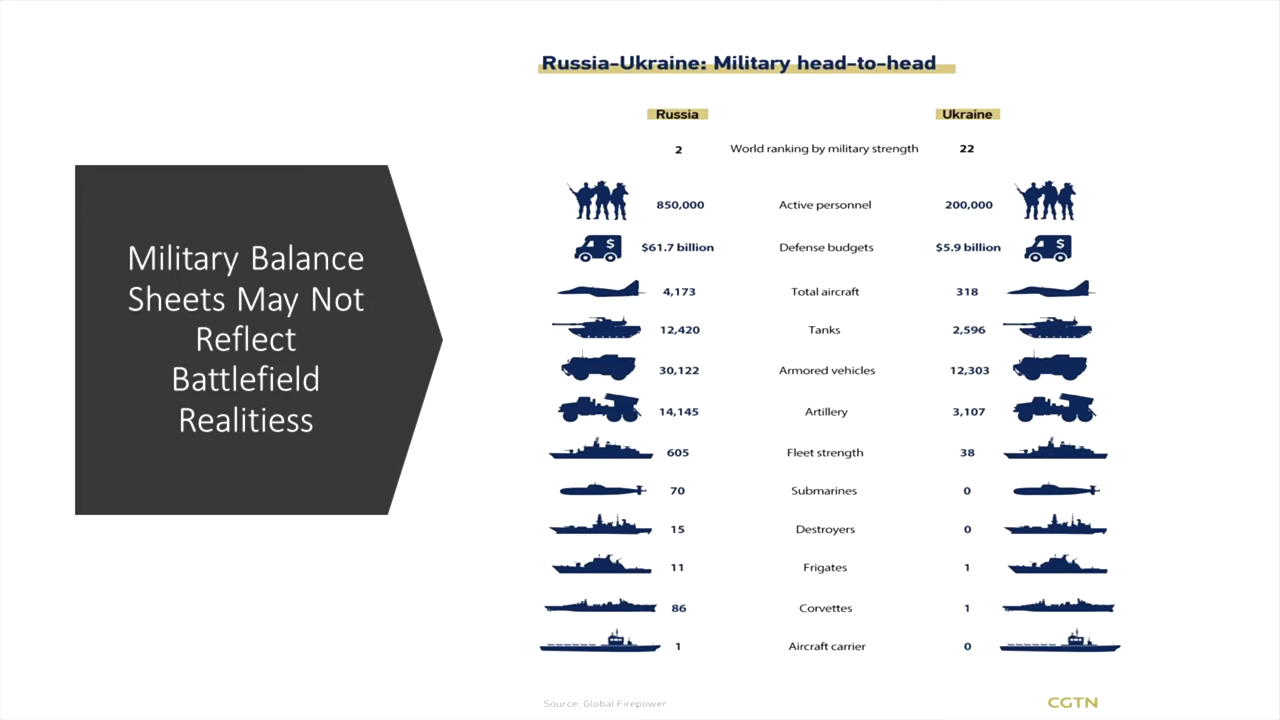 Military Balance
Sheets May Not
Reflect
Battlefield
Realitiess
Russia-Ukraine: Military head-to-head
Russia Ukraine
2 World ranking by military strength 22
850,000 Active personnel 200,000
$61.7 billion Defense budgets $5.9 billion $ $
4,173 Total aircraft 318
12,420 Tanks 2,596
30,122 Armored vehicles 12,303
14,145 Artillery 3,107
605 Fleet strength 38
70 Submarines 0
15 Destroyers 0
11 Frigates 1
86 Corvettes 1
1 Aircraft carrier 0
Source: Global Firepower CGTN